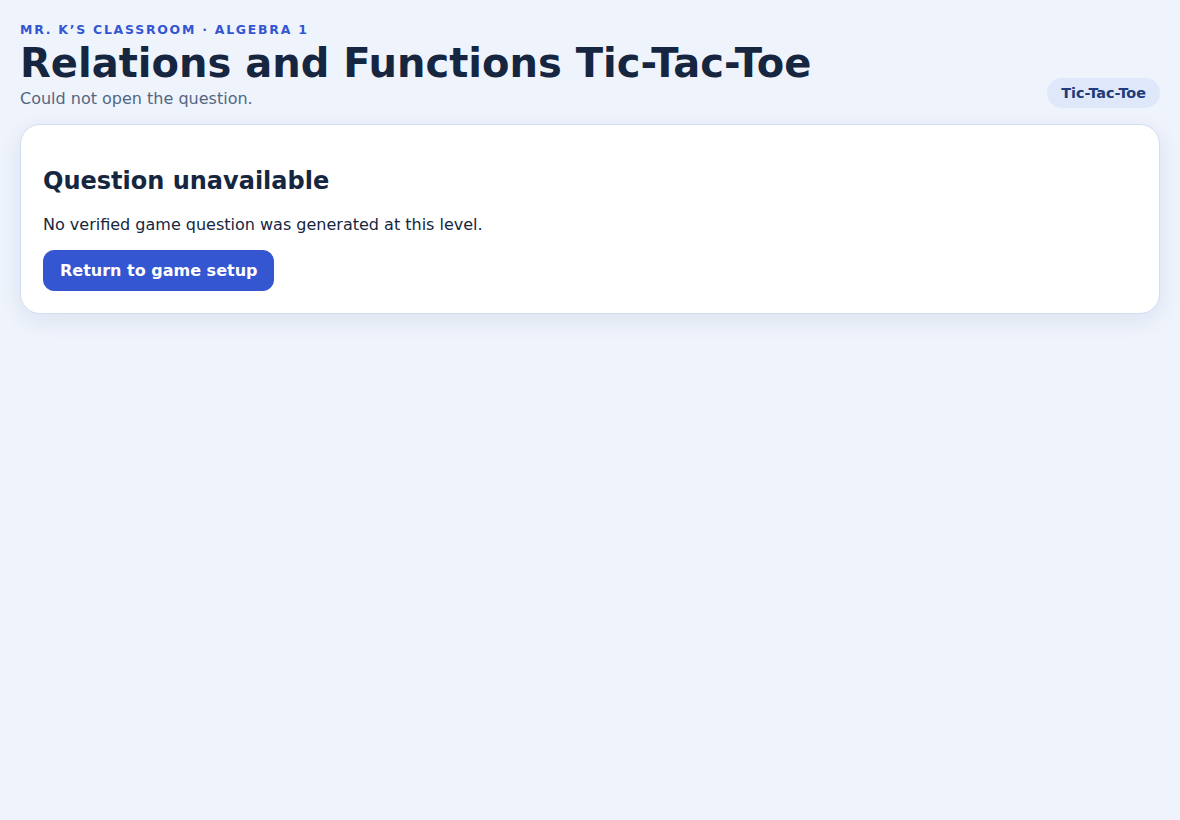 MR. K’S CLASSROOM · ALGEBRA 1
Relations and Functions Tic-Tac-Toe
Could not open the question.
Tic-Tac-Toe
Question unavailable
No verified game question was generated at this level.
Return to game setup